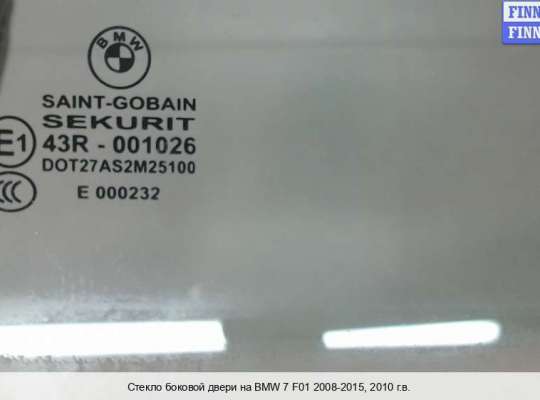 FINN
FINN
BMW
SAINT-GOBAIN
SEKURIT
E1 43R - 001026
DOT27AS2M25100
CCC
E 000232
Стекло боковой двери на BMW 7 F01 2008-2015, 2010 г.в.